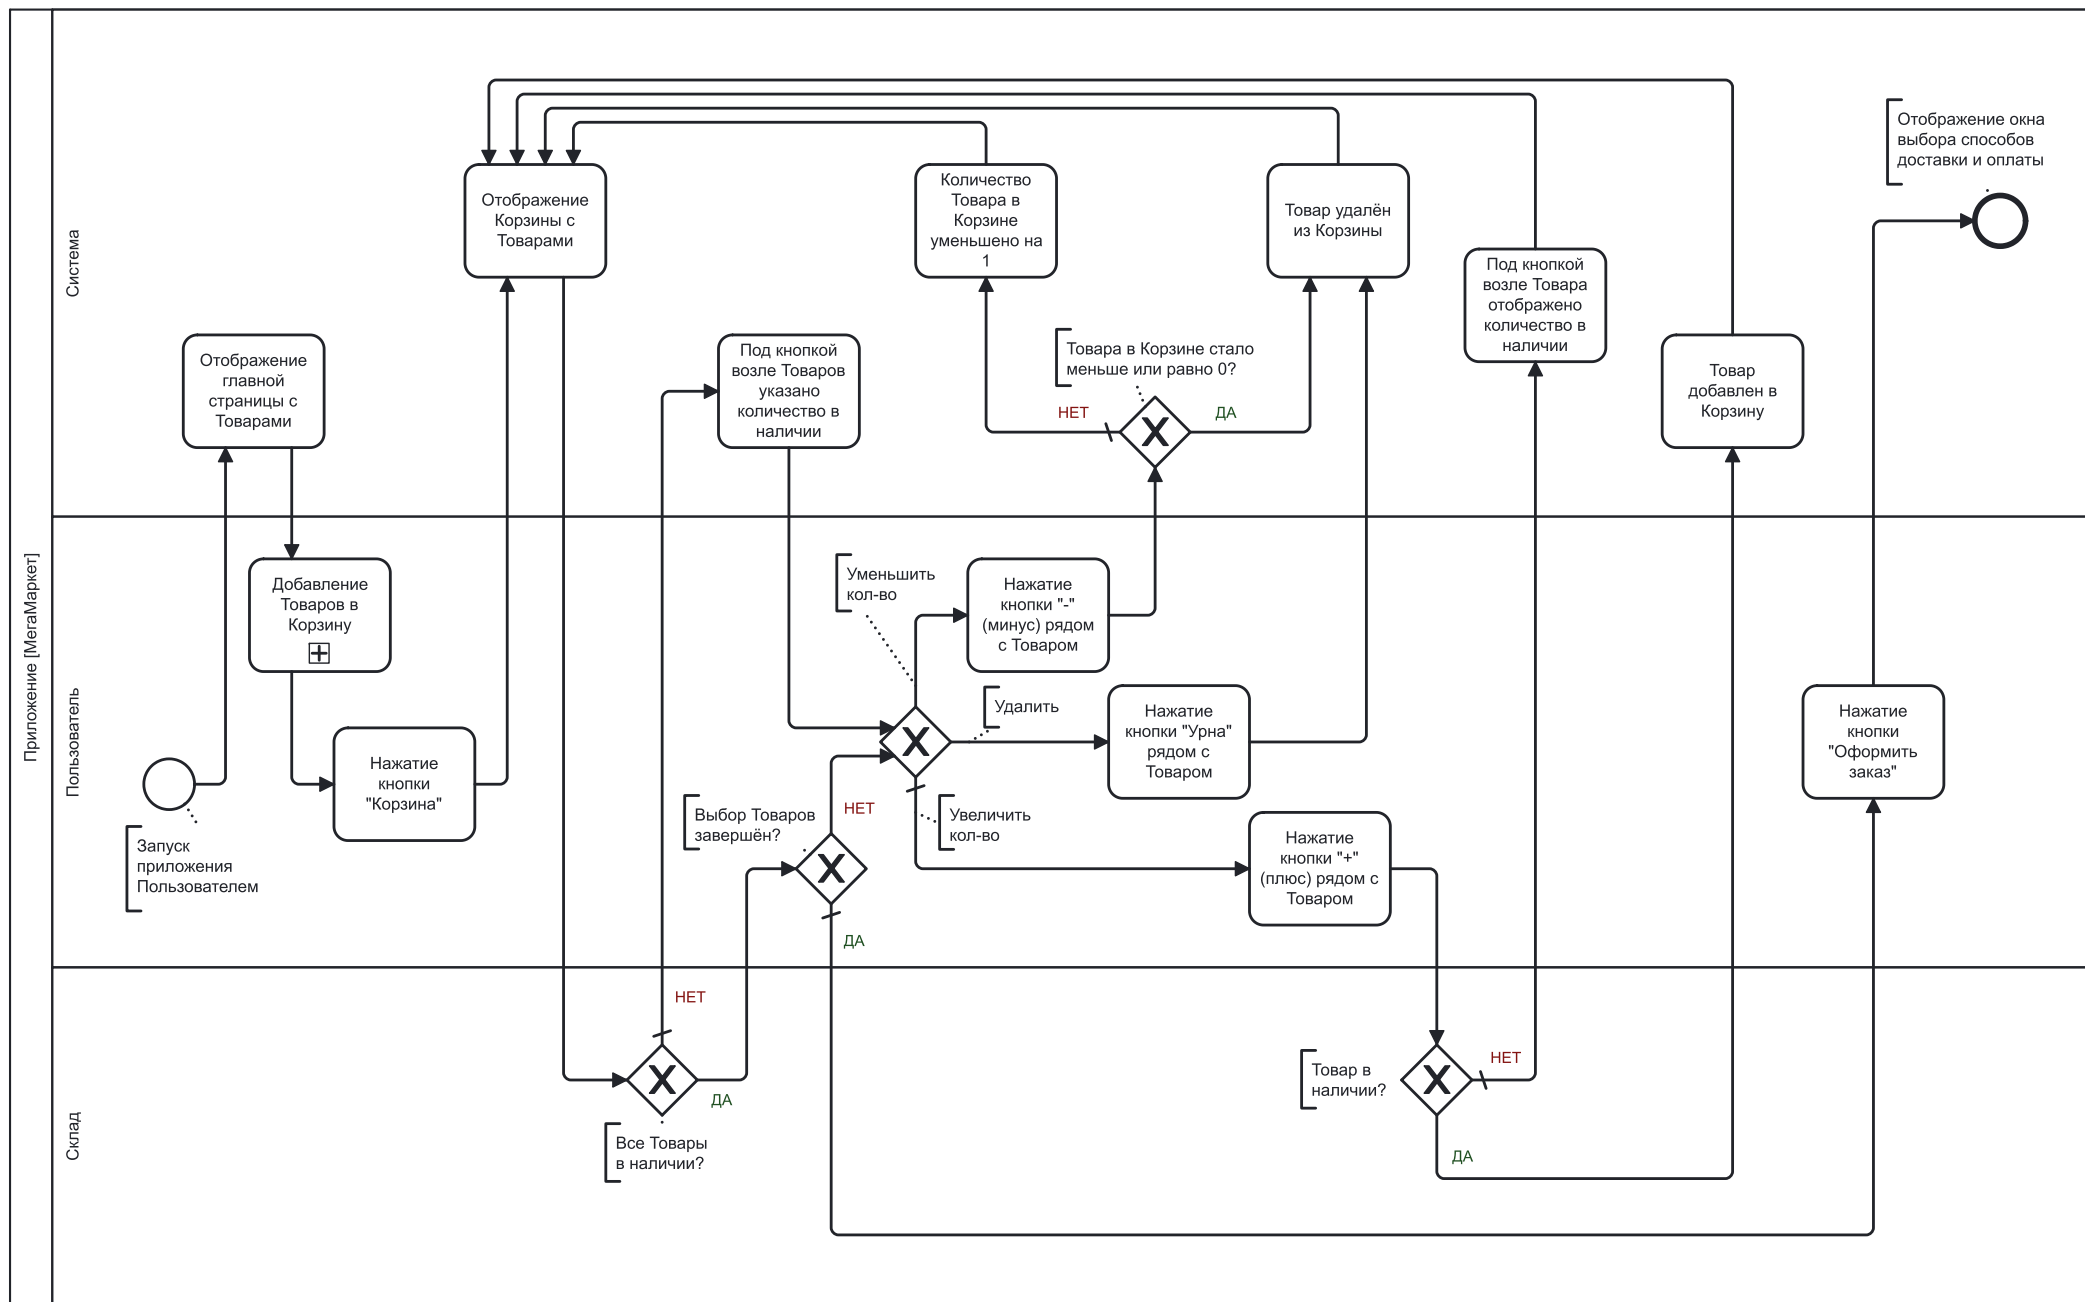 Приложение [МегаМаркет]
Система
Отображение окна
выбора способов
доставки и оплаты
Отображение
Корзины с
Товарами
Количество
Товара в
Корзине
уменьшено на
1
Товар удалён
из Корзины
Под кнопкой
возле Товара
отображено
количество в
наличии
Отображение
главной
страницы с
Товарами
Под кнопкой
возле Товаров
указано
количество в
наличии
Товара в Корзине стало
меньше или равно 0?
НЕТ
ДА
Товар
добавлен в
Корзину
Пользователь
Добавление
Товаров в
Корзину
Уменьшить
кол-во
Нажатие
кнопки "-"
(минус) рядом
с Товаром
Удалить
Нажатие
кнопки "Урна"
рядом с
Товаром
Нажатие
кнопки
"Оформить
заказ"
Нажатие
кнопки
"Корзина"
Запуск
приложения
Пользователем
Выбор Товаров
завершён?
НЕТ
ДА
Увеличить
кол-во
Нажатие
кнопки "+"
(плюс) рядом с
Товаром
Склад
НЕТ
ДА
Все Товары
в наличии?
Товар в
наличии?
НЕТ
ДА